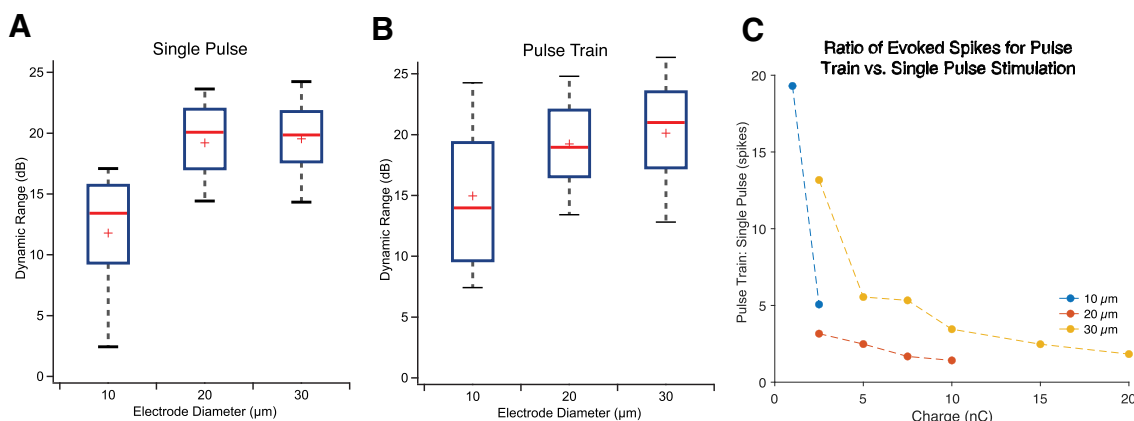 A
Single Pulse
25
20
15
10
5
0
Dynamic Range (dB)
10
20
30
Electrode Diameter (µm)
B
Pulse Train
25
20
15
10
5
0
Dynamic Range (dB)
10
20
30
Electrode Diameter (µm)
C
Ratio of Evoked Spikes for Pulse
Train vs. Single Pulse Stimulation
20
15
10
5
0
Pulse Train: Single Pulse (spikes)
10 µm
20 µm
30 µm
0
5
10
15
20
Charge (nC)